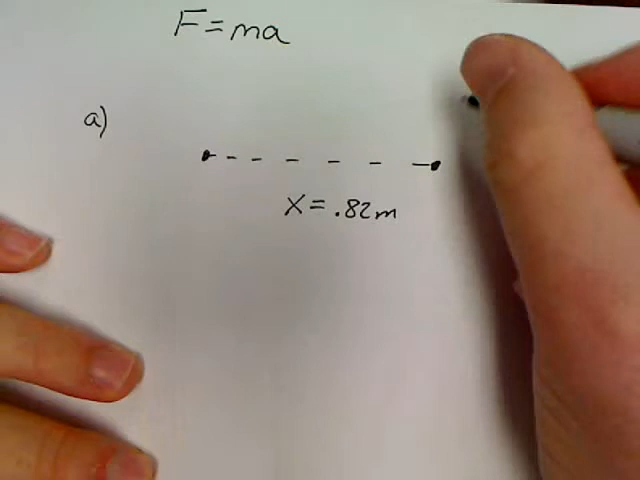 F=ma
a)
X = .82m